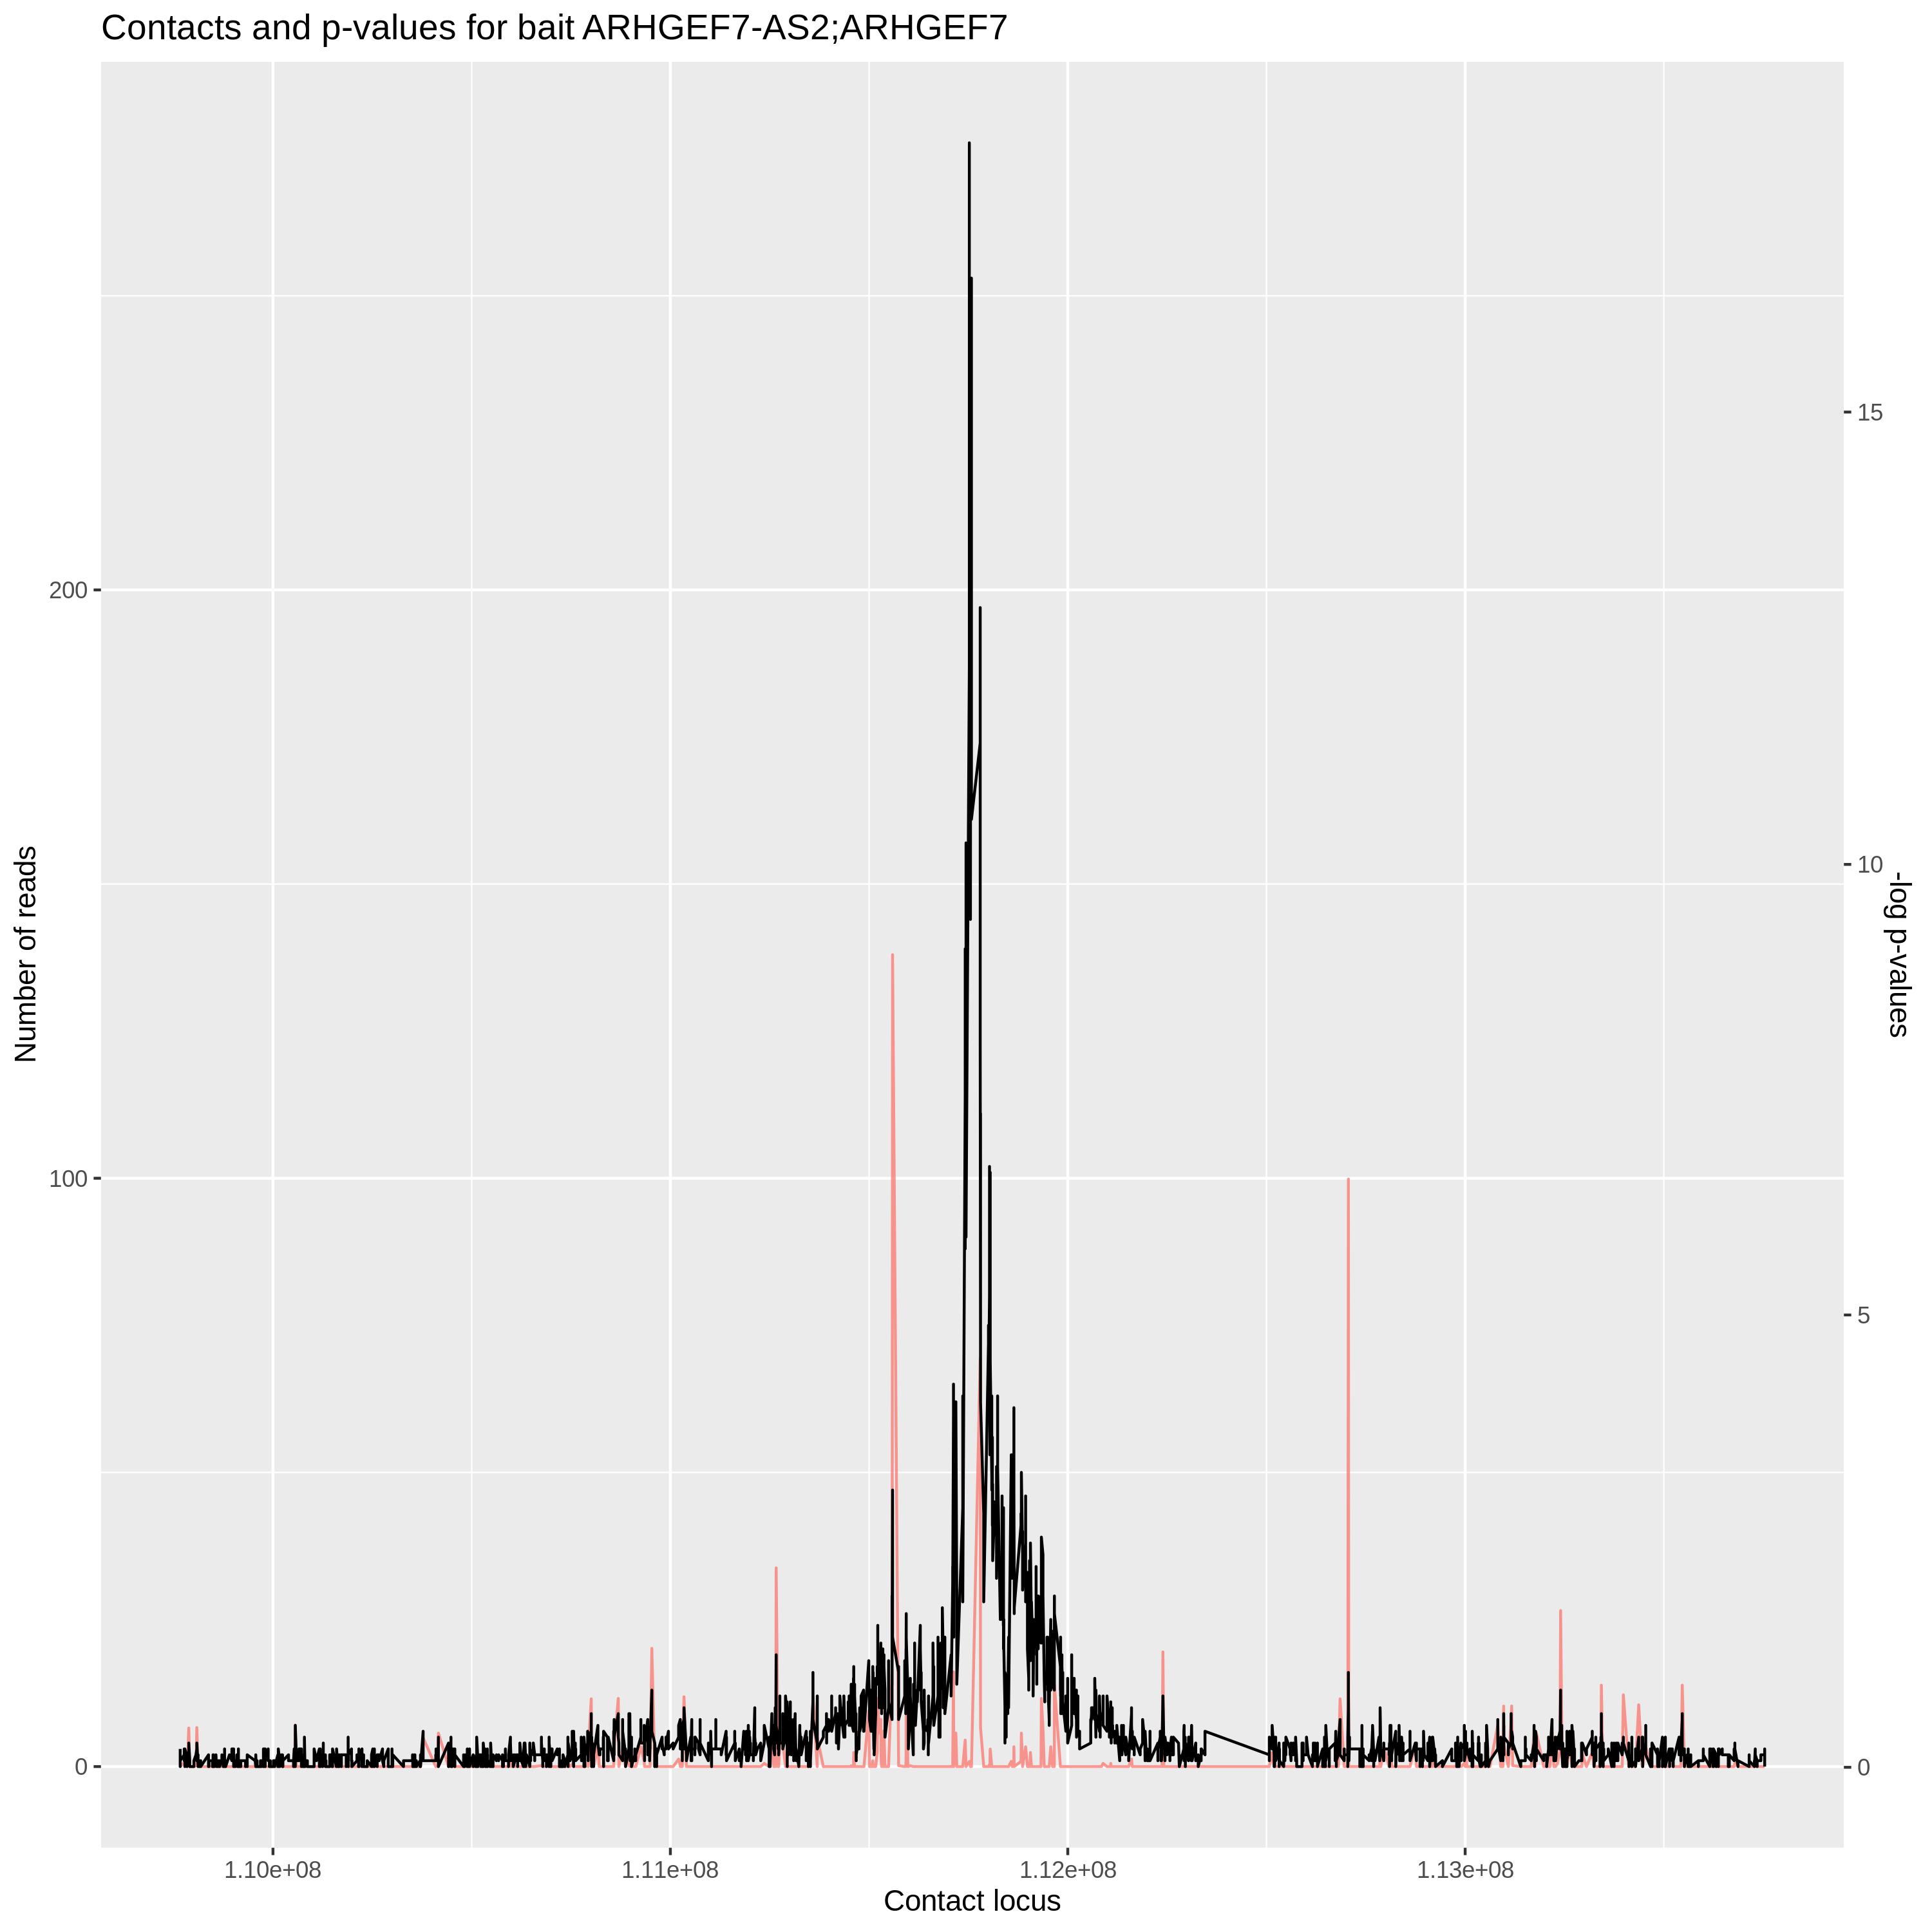 Contacts and p-values for bait ARHGEF7-AS2;ARHGEF7
Number of reads
200
100
0
15
10
5
0
-log p-values
1.10e+08
1.11e+08
1.12e+08
1.13e+08
Contact locus